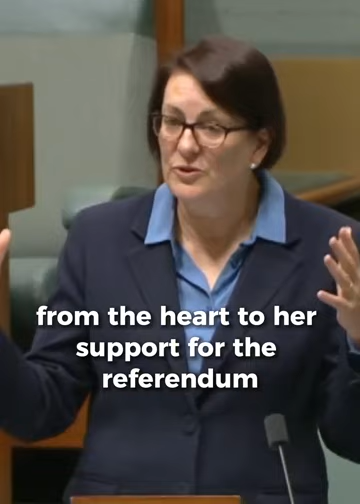 from the heart to her
support for the
referendum